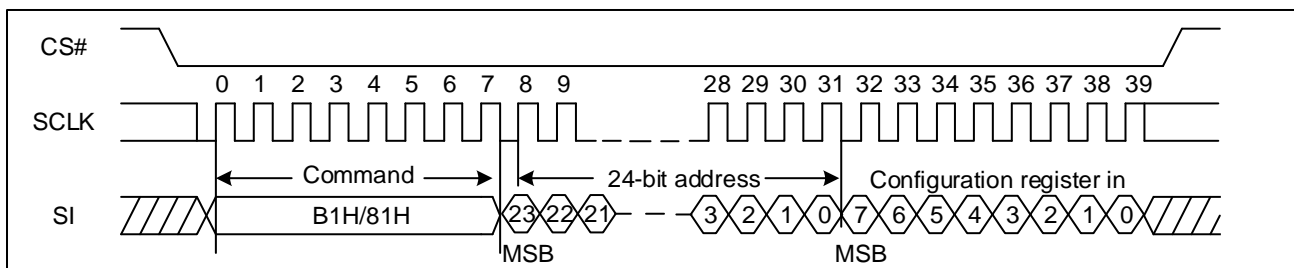 CS#
0 1 2 3 4 5 6 7 8 9 28 29 30 31 32 33 34 35 36 37 38 39
SCLK
Command 24-bit address Configuration register in
SI B1H/81H 23 22 21 3 2 1 0 7 6 5 4 3 2 1 0
MSB MSB